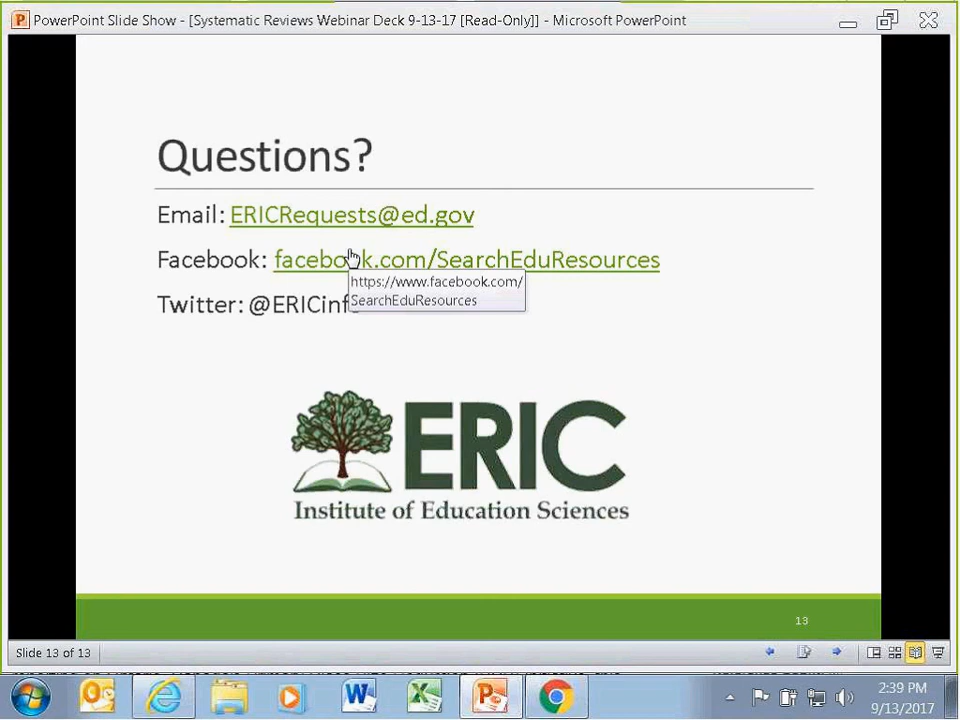 PowerPoint Slide Show - [Systematic Reviews Webinar Deck 9-13-17 [Read-Only]] - Microsoft PowerPoint
Questions?
Email: ERICRequests@ed.gov
Facebook: facebook.com/SearchEduResources
https://www.facebook.com/
SearchEduResources
Twitter: @ERICinfo
ERIC
Institute of Education Sciences
13
Slide 13 of 13
2:39 PM
9/13/2017